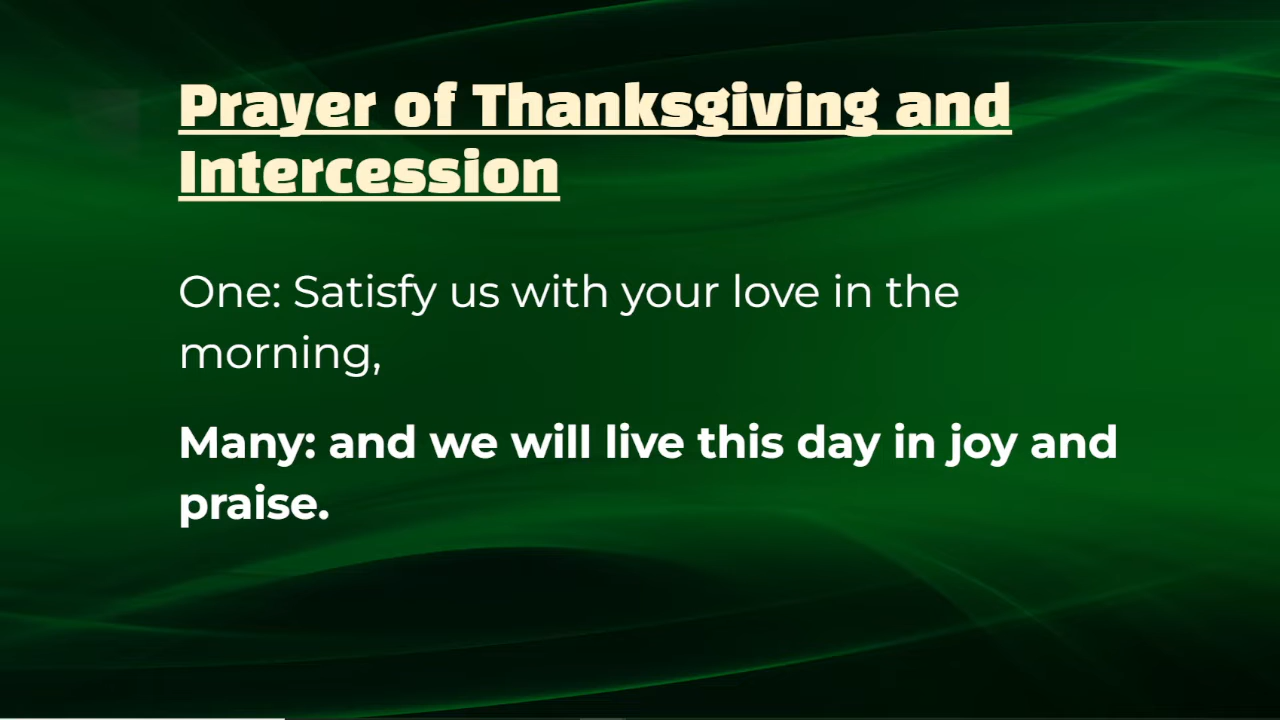 Prayer of Thanksgiving and
Intercession
One: Satisfy us with your love in the
morning,
Many: and we will live this day in joy and
praise.